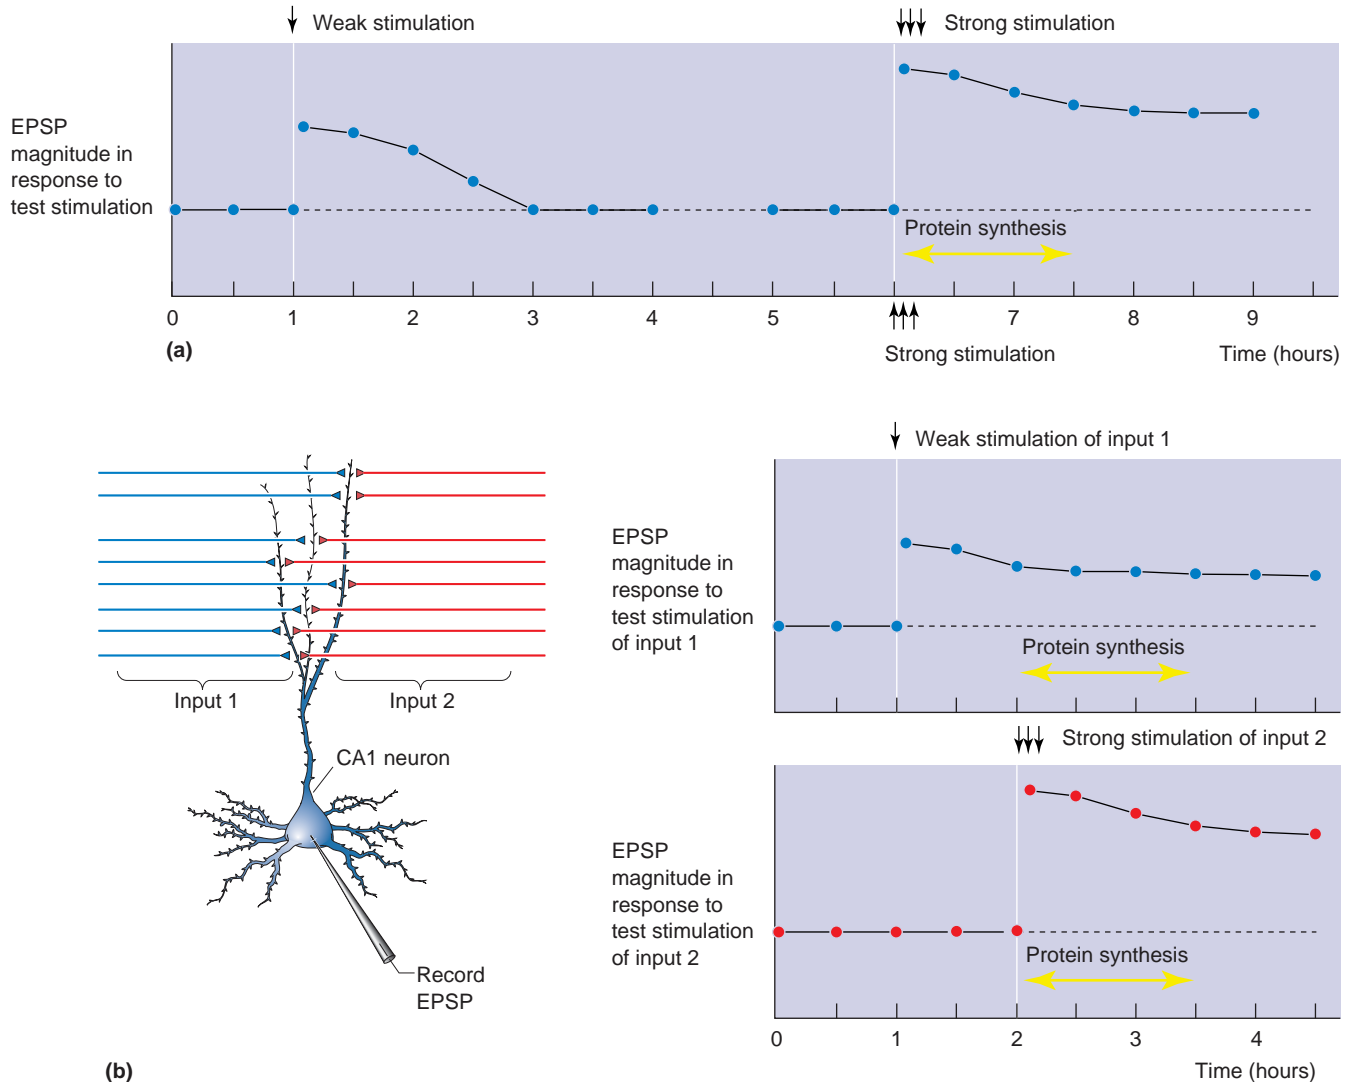 Weak stimulation
Strong stimulation
EPSP
magnitude in
response to
test stimulation
Protein synthesis
0 1 2 3 4 5 7 8 9
(a)
Strong stimulation
Time (hours)
Weak stimulation of input 1
EPSP
magnitude in
response to
test stimulation
of input 1
Protein synthesis
Input 1
Input 2
CA1 neuron
Record
EPSP
Strong stimulation of input 2
EPSP
magnitude in
response to
test stimulation
of input 2
Protein synthesis
0 1 2 3 4
Time (hours)
(b)